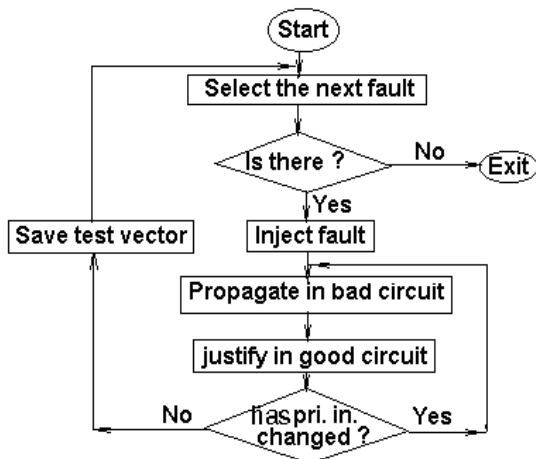 Start
Select the next fault
Is there ?
No
Exit
Yes
Save test vector
Inject fault
Propagate in bad circuit
justify in good circuit
No
has pri. in.
changed ?
Yes